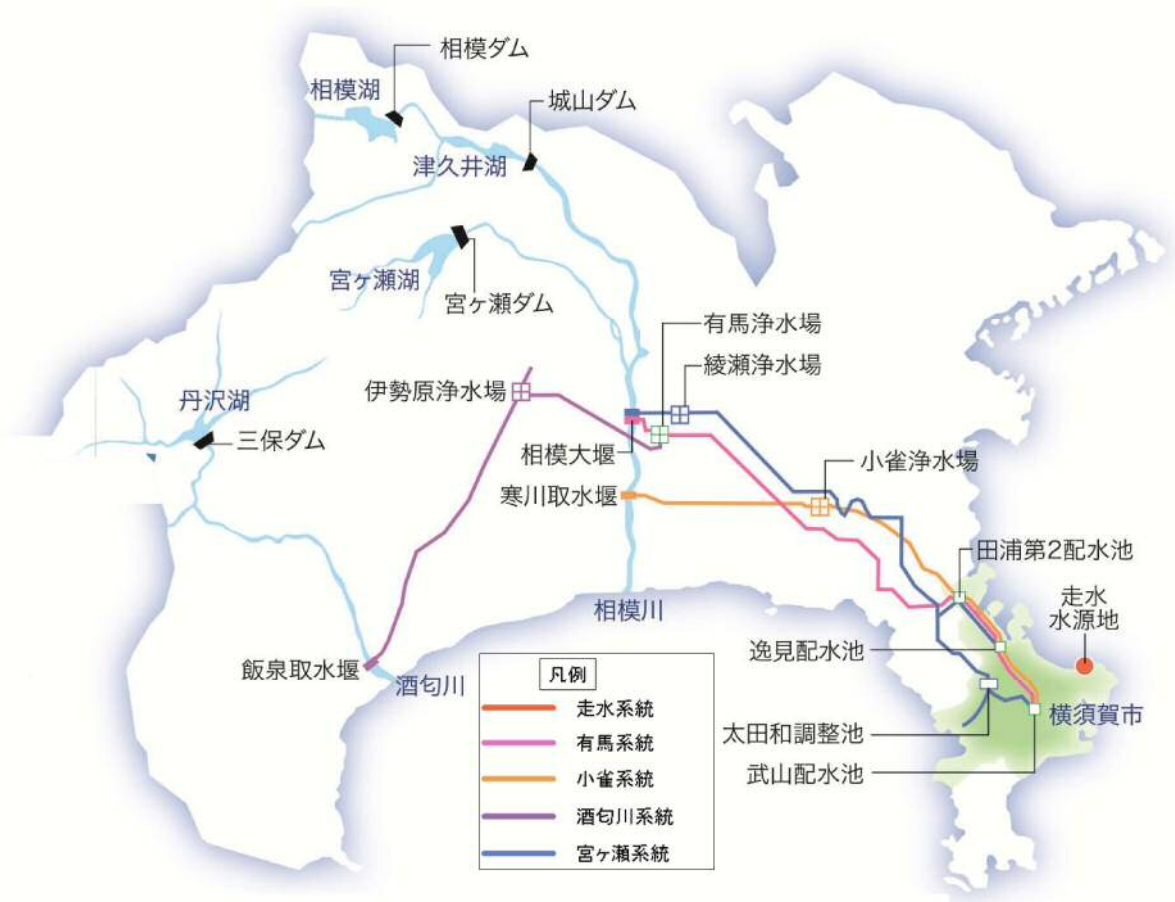 相模ダム
相模湖
城山ダム
津久井湖
宮ヶ瀬湖
宮ヶ瀬ダム
有馬浄水場
綾瀬浄水場
伊勢原浄水場
丹沢湖
三保ダム
相模大堰
小雀浄水場
寒川取水堰
田浦第2配水池
走水
水源地
相模川
逸見配水池
飯泉取水堰
酒匂川
横須賀市
太田和調整池
武山配水池
凡例
走水系統
有馬系統
小雀系統
酒匂川系統
宮ヶ瀬系統